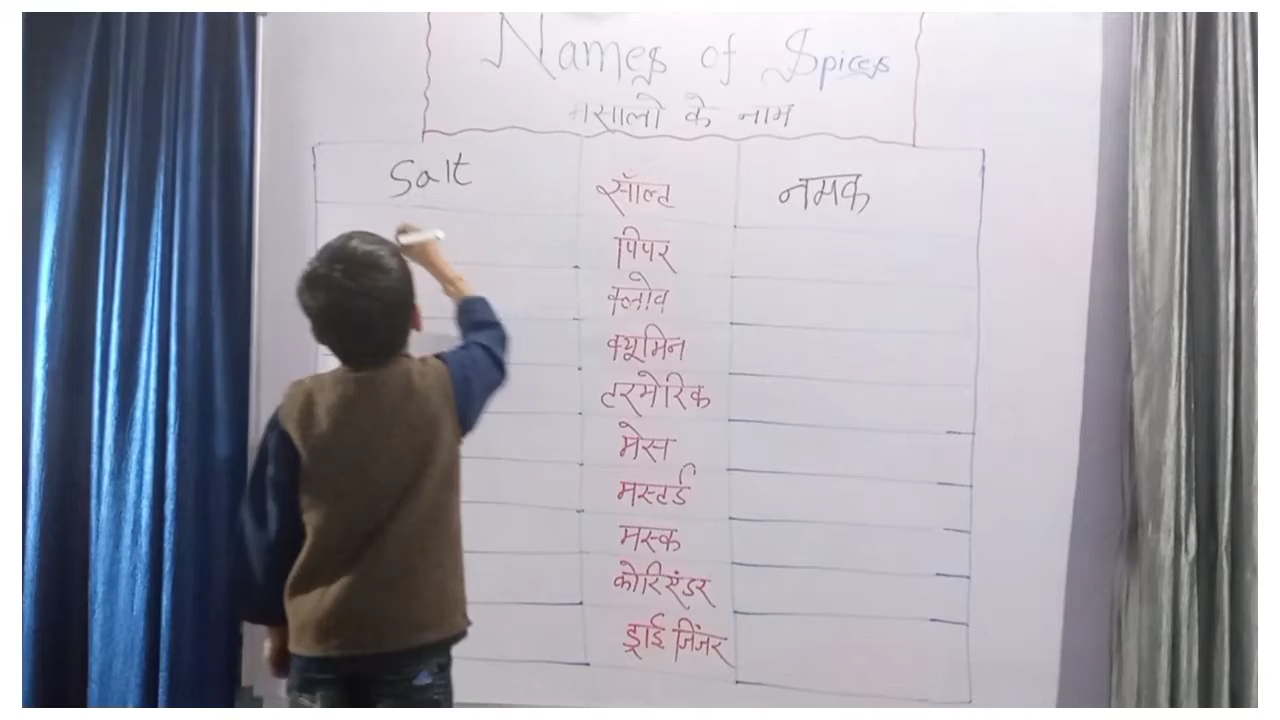 Names of Spices
मसालो के नाम
Salt सॉल्ट नमक
पिपर
क्लोव
क्यूमिन
टरमेरिक
मेस
मस्टर्ड
मस्क
कोरिएंडर
ड्राई जिंजर